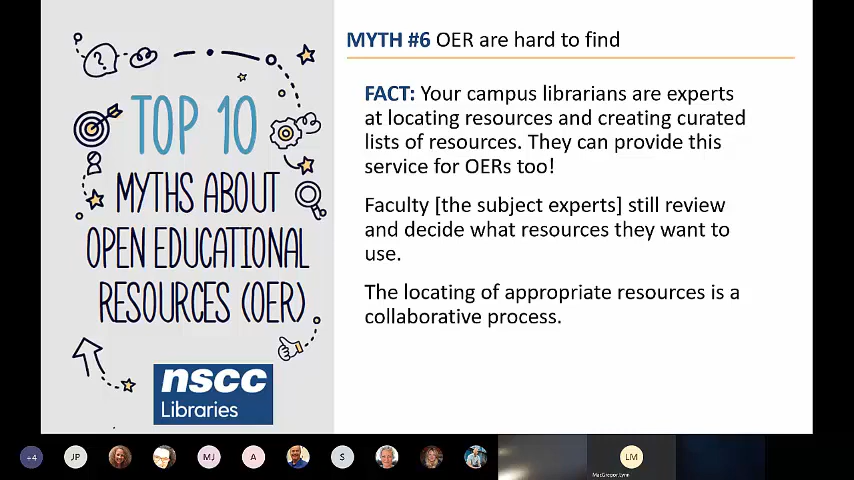 TOP 10
MYTHS ABOUT
OPEN EDUCATIONAL
RESOURCES (OER)
nscc
Libraries
MYTH #6 OER are hard to find
FACT: Your campus librarians are experts
at locating resources and creating curated
lists of resources. They can provide this
service for OERs too!
Faculty [the subject experts] still review
and decide what resources they want to
use.
The locating of appropriate resources is a
collaborative process.
+4
JP
MJ
A
S
LM
MacGregor, Lynn